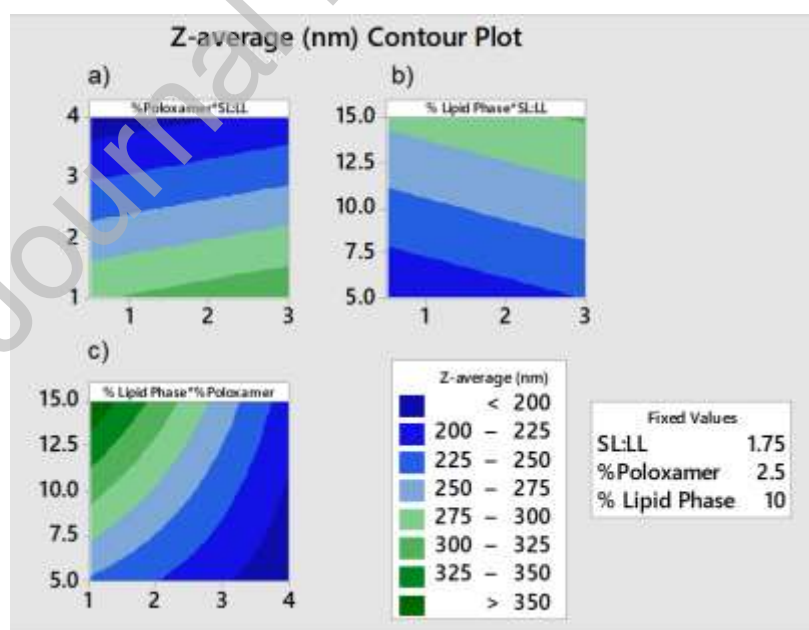 Journal
Z-average (nm) Contour Plot
a)
%Poloxamer*SL:LL
4
3
2
1
1 2 3
b)
% Lipid Phase*SL:LL
15.0
12.5
10.0
7.5
5.0
1 2 3
c)
% Lipid Phase*%Poloxamer
15.0
12.5
10.0
7.5
5.0
1 2 3 4
Z-average (nm)
< 200
200 – 225
225 – 250
250 – 275
275 – 300
300 – 325
325 – 350
> 350
Fixed Values
SL:LL 1.75
%Poloxamer 2.5
% Lipid Phase 10